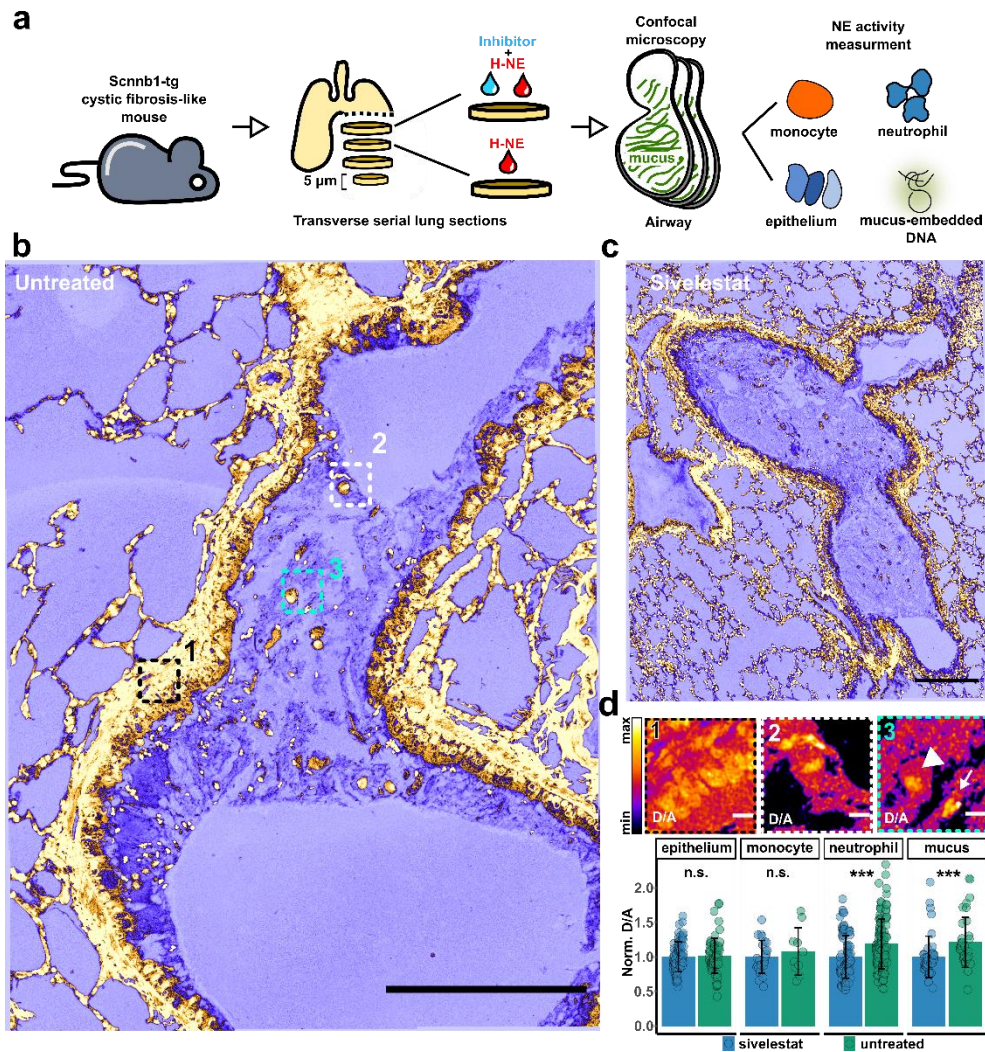 a
Scnnb1-tg
cystic fibrosis-like
mouse
5 µm
Transverse serial lung sections
Inhibitor
+
H-NE
H-NE
Confocal
microscopy
mucus
Airway
NE activity
measurment
monocyte
neutrophil
epithelium
mucus-embedded
DNA
b
Untreated
1
2
3
c
Sivelestat
d
max
min
1
D/A
2
D/A
3
D/A
epithelium
monocyte
neutrophil
mucus
n.s.
n.s.
***
***
Norm. D/A
2.0
1.5
1.0
0.5
0.0
sivelestat
untreated